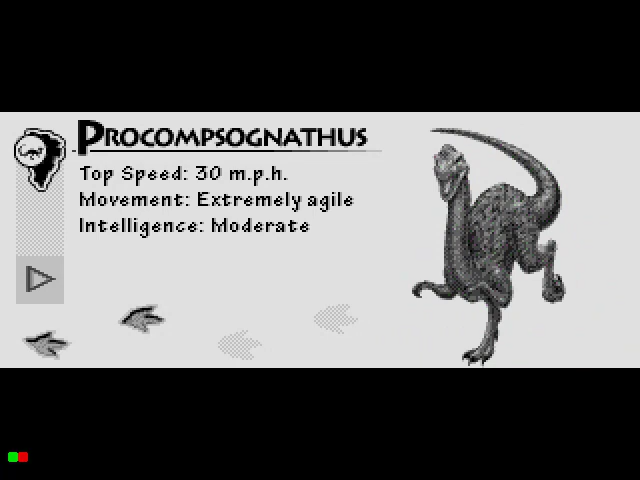 PROCOMPSOGNATHUS
Top Speed: 30 m.p.h.
Movement: Extremely agile
Intelligence: Moderate